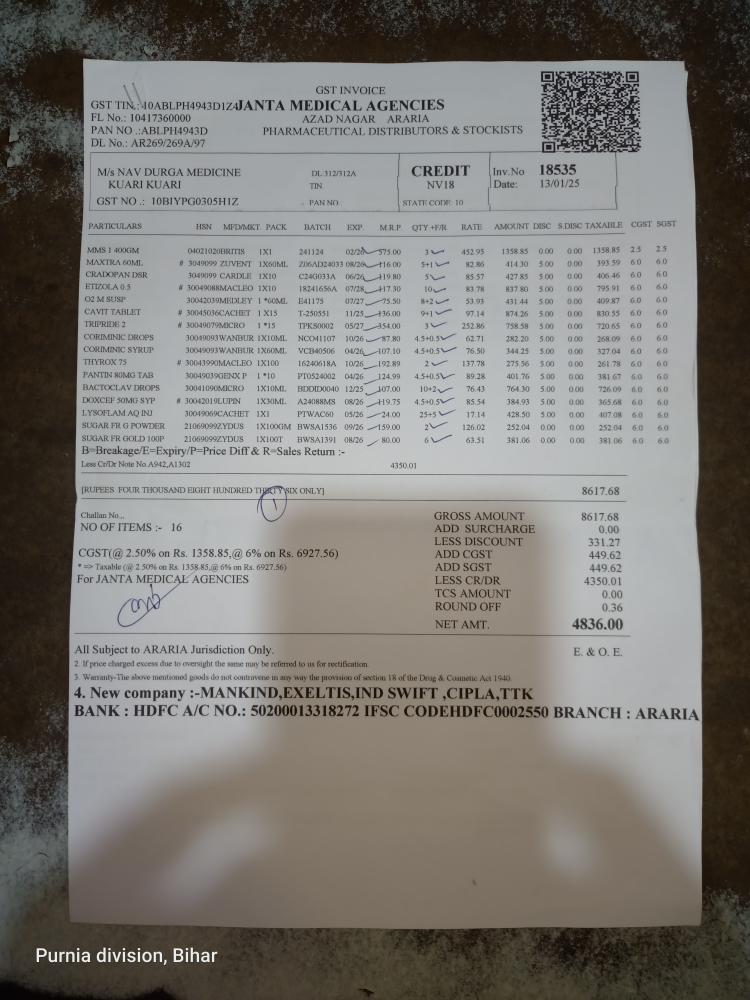 GST INVOICE
GST TIN.: 10ABLPH4943D1Z4 JANTA MEDICAL AGENCIES
FL No.: 10417360000 AZAD NAGAR ARARIA
PAN NO .:ABLPH4943D PHARMACEUTICAL DISTRIBUTORS & STOCKISTS
DL No.: AR269/269A/97
M/s NAV DURGA MEDICINE DL 312/312A CREDIT Inv.No 18535
KUARI KUARI TIN NV18 Date: 13/01/25
GST NO .: 10BIYPG0305H1Z PAN NO. STATE CODE: 10
PARTICULARS HSN MFD/MKT. PACK BATCH EXP. M.R.P. QTY +F/R RATE AMOUNT DISC S.DISC TAXABLE CGST SGST
MMS 1 400GM 04021020BRITIS 1X1 241124 02/26 575.00 3 452.95 1358.85 0.00 0.00 1358.85 2.5 2.5
MAXTRA 60ML # 3049099 ZUVENT 1X60ML Z06AD24033 08/26 116.00 5+1 82.86 414.30 5.00 0.00 393.59 6.0 6.0
CRADOPAN DSR 3049099 CARDLE 1X10 C24G033A 06/26 119.80 5 85.57 427.85 5.00 0.00 406.46 6.0 6.0
ETIZOLA 0.5 # 30049088MACLEO 1X10 18241656A 07/28 117.30 10 83.78 837.80 5.00 0.00 795.91 6.0 6.0
O2 M SUSP 30042039MEDLEY 1 *60ML E41175 07/27 75.50 8+2 53.93 431.44 5.00 0.00 409.87 6.0 6.0
CAVIT TABLET # 30045036CACHET 1 X15 T-250551 11/25 136.00 9+1 97.14 874.26 5.00 0.00 830.55 6.0 6.0
TRIPRIDE 2 # 30049079MICRO 1 *15 TPKS0002 05/27 354.00 3 252.86 758.58 5.00 0.00 720.65 6.0 6.0
CORIMINIC DROPS 30049093WANBUR 1X10ML NCO41107 10/26 87.80 4.5+0.5 62.71 282.20 5.00 0.00 268.09 6.0 6.0
CORIMINIC SYRUP 30049093WANBUR 1X60ML VCB40506 04/26 107.10 4.5+0.5 76.50 344.25 5.00 0.00 327.04 6.0 6.0
THYROX 75 # 30043990MACLEO 1X100 16240618A 10/26 192.89 2 137.78 275.56 5.00 0.00 261.78 6.0 6.0
PANTIN 80MG TAB 30049039GENX P 1 *10 PT0524002 04/26 124.99 4.5+0.5 89.28 401.76 5.00 0.00 381.67 6.0 6.0
BACTOCLAV DROPS 30041090MICRO 1X10ML BDDID0040 12/25 107.00 10+2 76.43 764.30 5.00 0.00 726.09 6.0 6.0
DOXCEF 50MG SYP # 30042019LUPIN 1X30ML A24088MS 08/26 119.75 4.5+0.5 85.54 384.93 5.00 0.00 365.68 6.0 6.0
LYSOFLAM AQ INJ 30049069CACHET 1X1 PTWAC60 05/26 24.00 25+5 17.14 428.50 5.00 0.00 407.08 6.0 6.0
SUGAR FR G POWDER 21069099ZYDUS 1X100GM BWSA1536 09/26 159.00 2 126.02 252.04 0.00 0.00 252.04 6.0 6.0
SUGAR FR GOLD 100P 21069099ZYDUS 1X100T BWSA1391 08/26 80.00 6 63.51 381.06 0.00 0.00 381.06 6.0 6.0
B=Breakage/E=Expiry/P=Price Diff & R=Sales Return :-
Less Cr/Dr Note No.A942,A1302 4350.01
[RUPEES FOUR THOUSAND EIGHT HUNDRED THIRTY SIX ONLY] 8617.68
1
Challan No.,,
NO OF ITEMS :- 16
GROSS AMOUNT 8617.68
ADD SURCHARGE 0.00
LESS DISCOUNT 331.27
CGST(@ 2.50% on Rs. 1358.85,@ 6% on Rs. 6927.56) ADD CGST 449.62
* => Taxable (@ 2.50% on Rs. 1358.85,@ 6% on Rs. 6927.56) ADD SGST 449.62
For JANTA MEDICAL AGENCIES LESS CR/DR 4350.01
TCS AMOUNT 0.00
ROUND OFF 0.36
NET AMT. 4836.00
All Subject to ARARIA Jurisdiction Only. E. & O. E.
2. If price charged excess due to oversight the same may be referred to us for rectification.
3. Warranty-The above mentioned goods do not contravene in any way the provision of section 18 of the Drug & Cosmetic Act 1940.
4. New company :-MANKIND,EXELTIS,IND SWIFT ,CIPLA,TTK
BANK : HDFC A/C NO.: 50200013318272 IFSC CODEHDFC0002550 BRANCH : ARARIA
Purnia division, Bihar